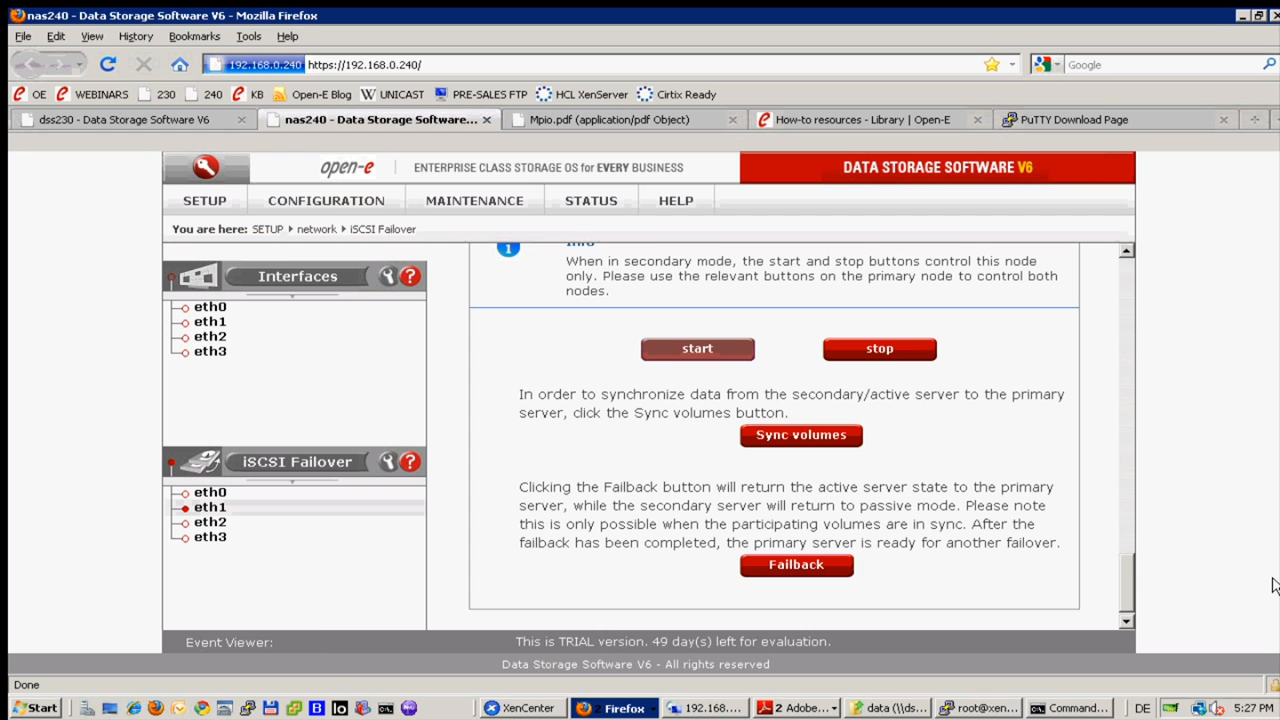 nas240 - Data Storage Software V6 - Mozilla Firefox
File Edit View History Bookmarks Tools Help
192.168.0.240 https://192.168.0.240/
Google
OE WEBINARS 230 240 KB Open-E Blog UNICAST PRE-SALES FTP HCL XenServer Cirtix Ready
dss230 - Data Storage Software V6
nas240 - Data Storage Software...
Mpio.pdf (application/pdf Object)
How-to resources - Library | Open-E
PuTTY Download Page
open-e ENTERPRISE CLASS STORAGE OS for EVERY BUSINESS
DATA STORAGE SOFTWARE V6
SETUP CONFIGURATION MAINTENANCE STATUS HELP
You are here: SETUP network iSCSI Failover
Interfaces
eth0
eth1
eth2
eth3
iSCSI Failover
eth0
eth1
eth2
eth3
Info
When in secondary mode, the start and stop buttons control this node
only. Please use the relevant buttons on the primary node to control both
nodes.
start stop
In order to synchronize data from the secondary/active server to the primary
server, click the Sync volumes button.
Sync volumes
Clicking the Failback button will return the active server state to the primary
server, while the secondary server will return to passive mode. Please note
this is only possible when the participating volumes are in sync. After the
failback has been completed, the primary server is ready for another failover.
Failback
Event Viewer: This is TRIAL version. 49 day(s) left for evaluation.
Data Storage Software V6 - All rights reserved
Done
Start XenCenter 2 Firefox 192.168.... 2 Adobe... data (\\ds... root@xen... Command... DE 5:27 PM